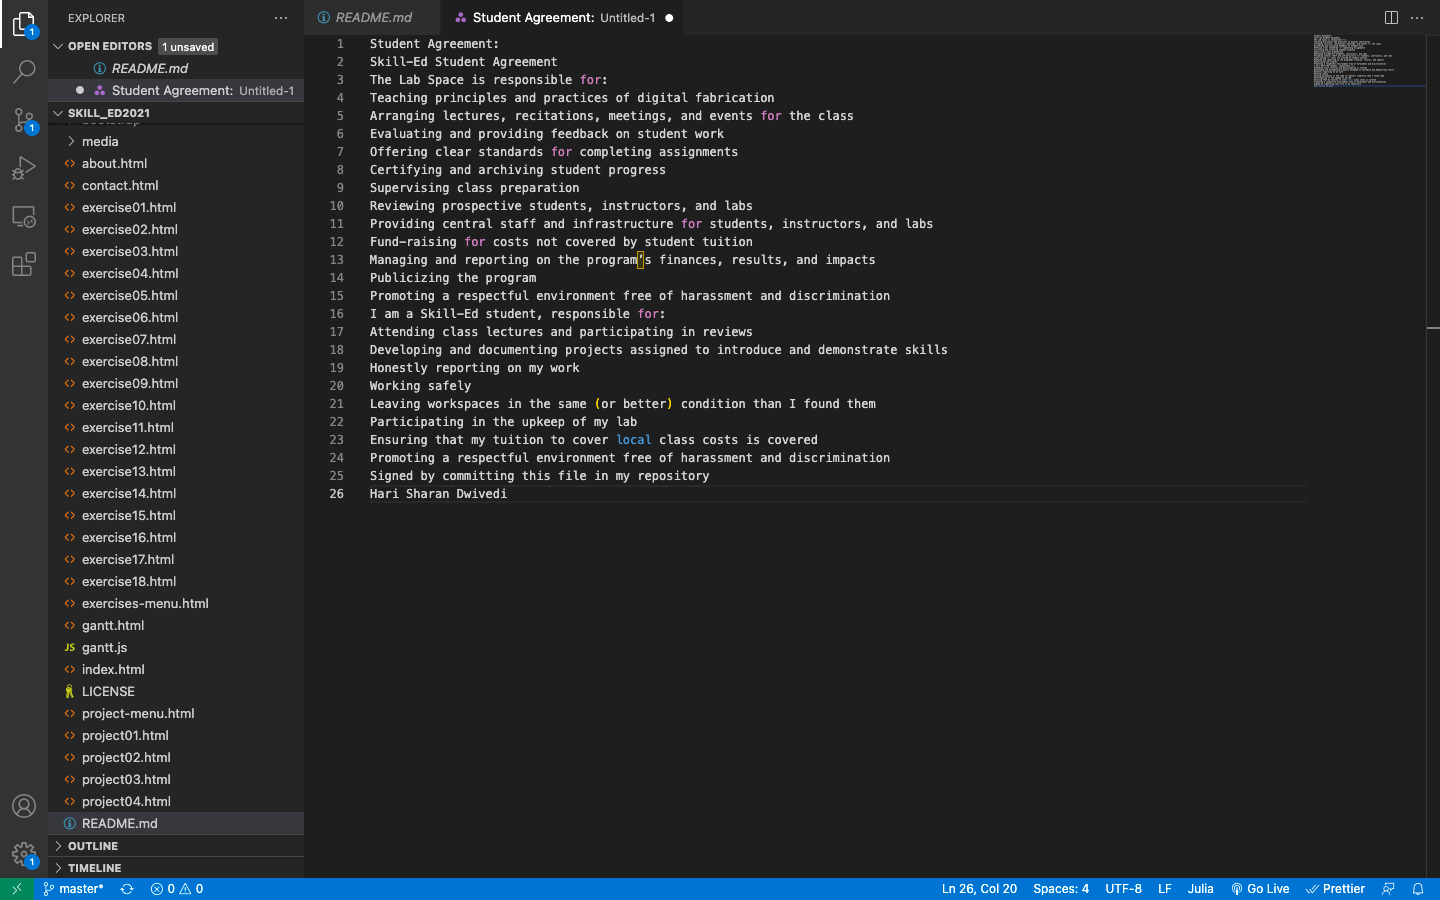 EXPLORER
OPEN EDITORS 1 unsaved
README.md
Student Agreement: Untitled-1
SKILL_ED2021
media
about.html
contact.html
exercise01.html
exercise02.html
exercise03.html
exercise04.html
exercise05.html
exercise06.html
exercise07.html
exercise08.html
exercise09.html
exercise10.html
exercise11.html
exercise12.html
exercise13.html
exercise14.html
exercise15.html
exercise16.html
exercise17.html
exercise18.html
exercises-menu.html
gantt.html
JS gantt.js
index.html
LICENSE
project-menu.html
project01.html
project02.html
project03.html
project04.html
README.md
OUTLINE
TIMELINE
1
1
1
README.md
Student Agreement: Untitled-1
1 Student Agreement:
2 Skill-Ed Student Agreement
3 The Lab Space is responsible for:
4 Teaching principles and practices of digital fabrication
5 Arranging lectures, recitations, meetings, and events for the class
6 Evaluating and providing feedback on student work
7 Offering clear standards for completing assignments
8 Certifying and archiving student progress
9 Supervising class preparation
10 Reviewing prospective students, instructors, and labs
11 Providing central staff and infrastructure for students, instructors, and labs
12 Fund-raising for costs not covered by student tuition
13 Managing and reporting on the program’s finances, results, and impacts
14 Publicizing the program
15 Promoting a respectful environment free of harassment and discrimination
16 I am a Skill-Ed student, responsible for:
17 Attending class lectures and participating in reviews
18 Developing and documenting projects assigned to introduce and demonstrate skills
19 Honestly reporting on my work
20 Working safely
21 Leaving workspaces in the same (or better) condition than I found them
22 Participating in the upkeep of my lab
23 Ensuring that my tuition to cover local class costs is covered
24 Promoting a respectful environment free of harassment and discrimination
25 Signed by committing this file in my repository
26 Hari Sharan Dwivedi
master* 0 0 Ln 26, Col 20 Spaces: 4 UTF-8 LF Julia Go Live Prettier